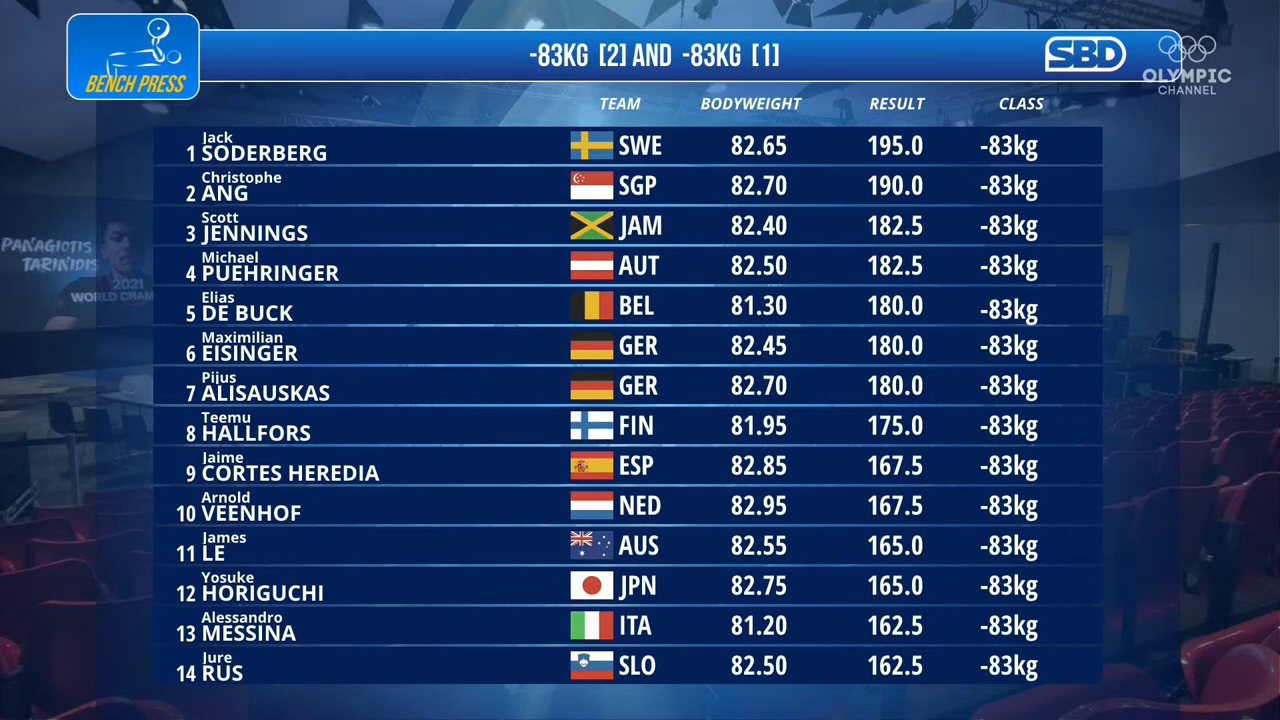 BENCH PRESS
-83KG [2] AND -83KG [1]
SBD
OLYMPIC
CHANNEL
TEAM BODYWEIGHT RESULT CLASS
Jack
1 SODERBERG SWE 82.65 195.0 -83kg
Christophe
2 ANG SGP 82.70 190.0 -83kg
Scott
3 JENNINGS JAM 82.40 182.5 -83kg
Michael
4 PUEHRINGER AUT 82.50 182.5 -83kg
Elias
5 DE BUCK BEL 81.30 180.0 -83kg
Maximilian
6 EISINGER GER 82.45 180.0 -83kg
Pijus
7 ALISAUSKAS GER 82.70 180.0 -83kg
Teemu
8 HALLFORS FIN 81.95 175.0 -83kg
Jaime
9 CORTES HEREDIA ESP 82.85 167.5 -83kg
Arnold
10 VEENHOF NED 82.95 167.5 -83kg
James
11 LE AUS 82.55 165.0 -83kg
Yosuke
12 HORIGUCHI JPN 82.75 165.0 -83kg
Alessandro
13 MESSINA ITA 81.20 162.5 -83kg
Jure
14 RUS SLO 82.50 162.5 -83kg
PANAGIOTIS
TARINIDIS
2021
WORLD CHAM